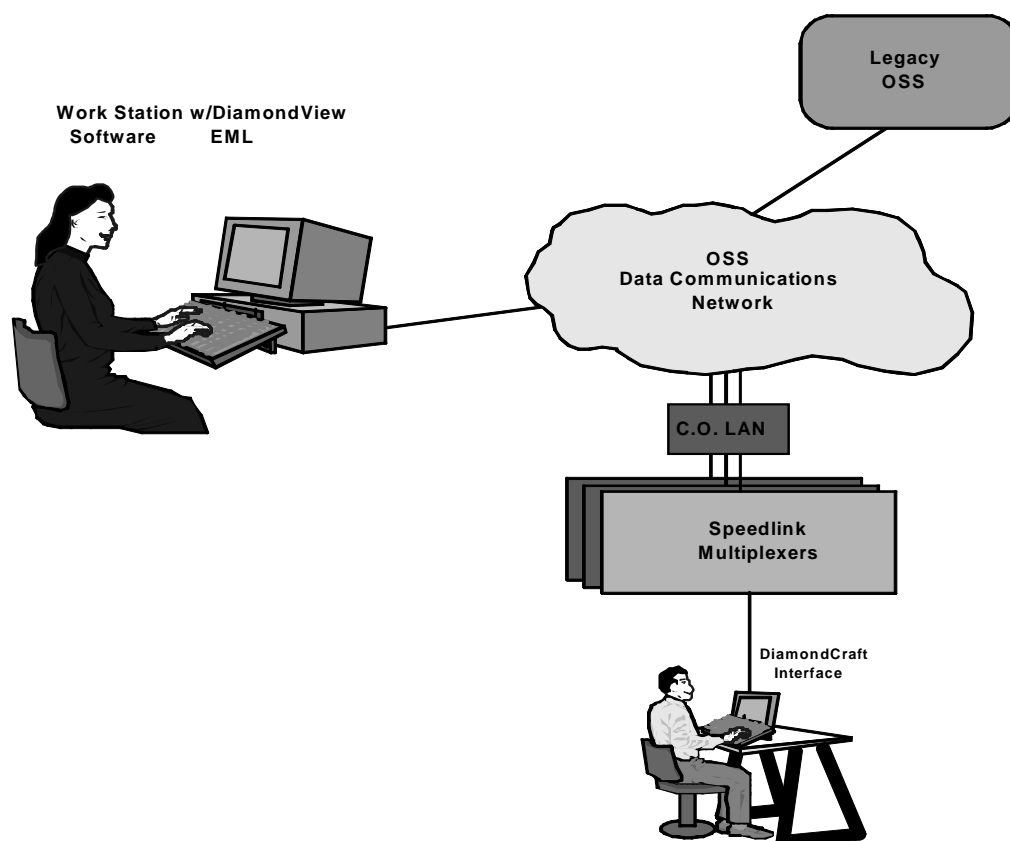 Legacy
OSS
Work Station w/DiamondView
Software EML
OSS
Data Communications
Network
C.O. LAN
Speedlink
Multiplexers
DiamondCraft
Interface